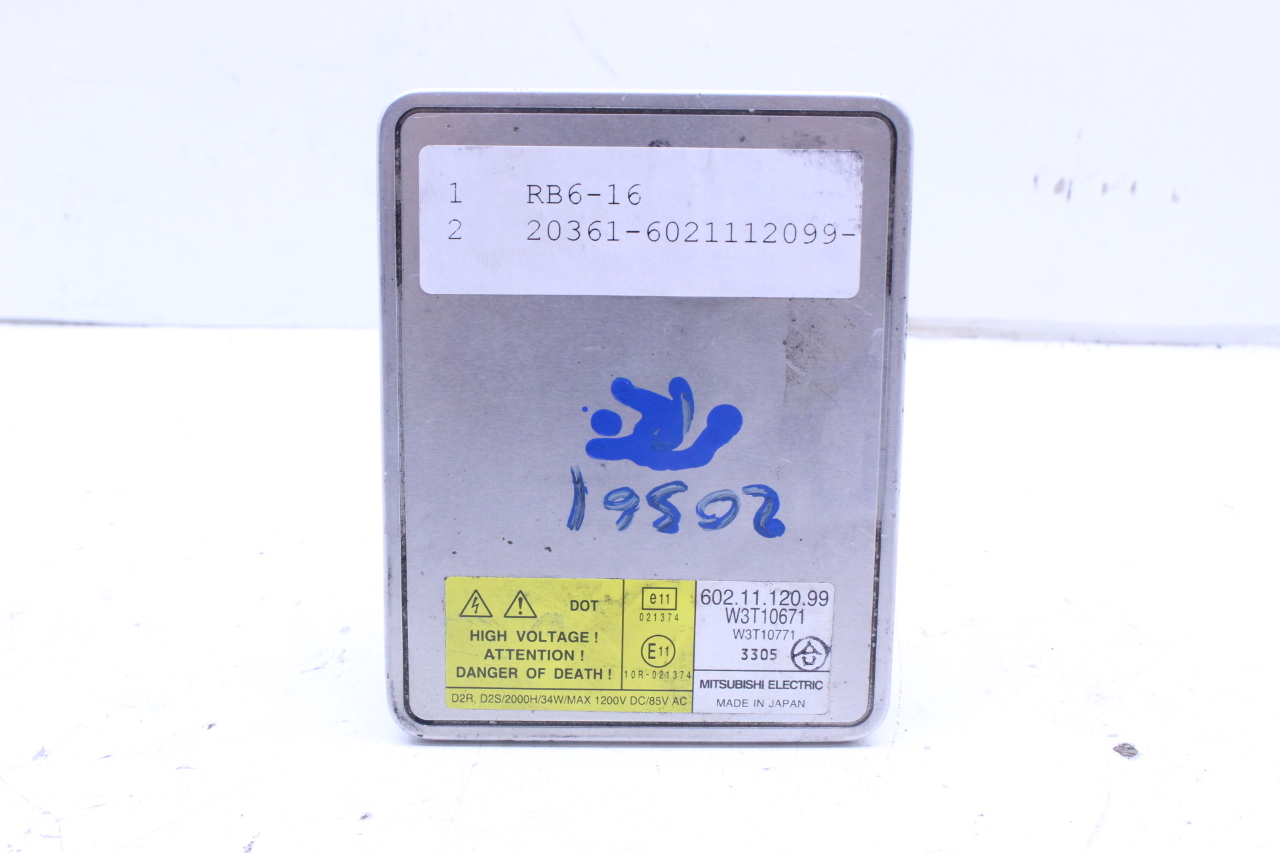 1 RB6-16
2 20361-6021112099-
DOT
HIGH VOLTAGE!
ATTENTION!
DANGER OF DEATH!
D2R, D2S/2000H/34W/MAX 1200V DC/85V AC
e11
021374
E11
10R-021374
602.11.120.99
W3T10671
W3T10771
3305
MITSUBISHI ELECTRIC
MADE IN JAPAN